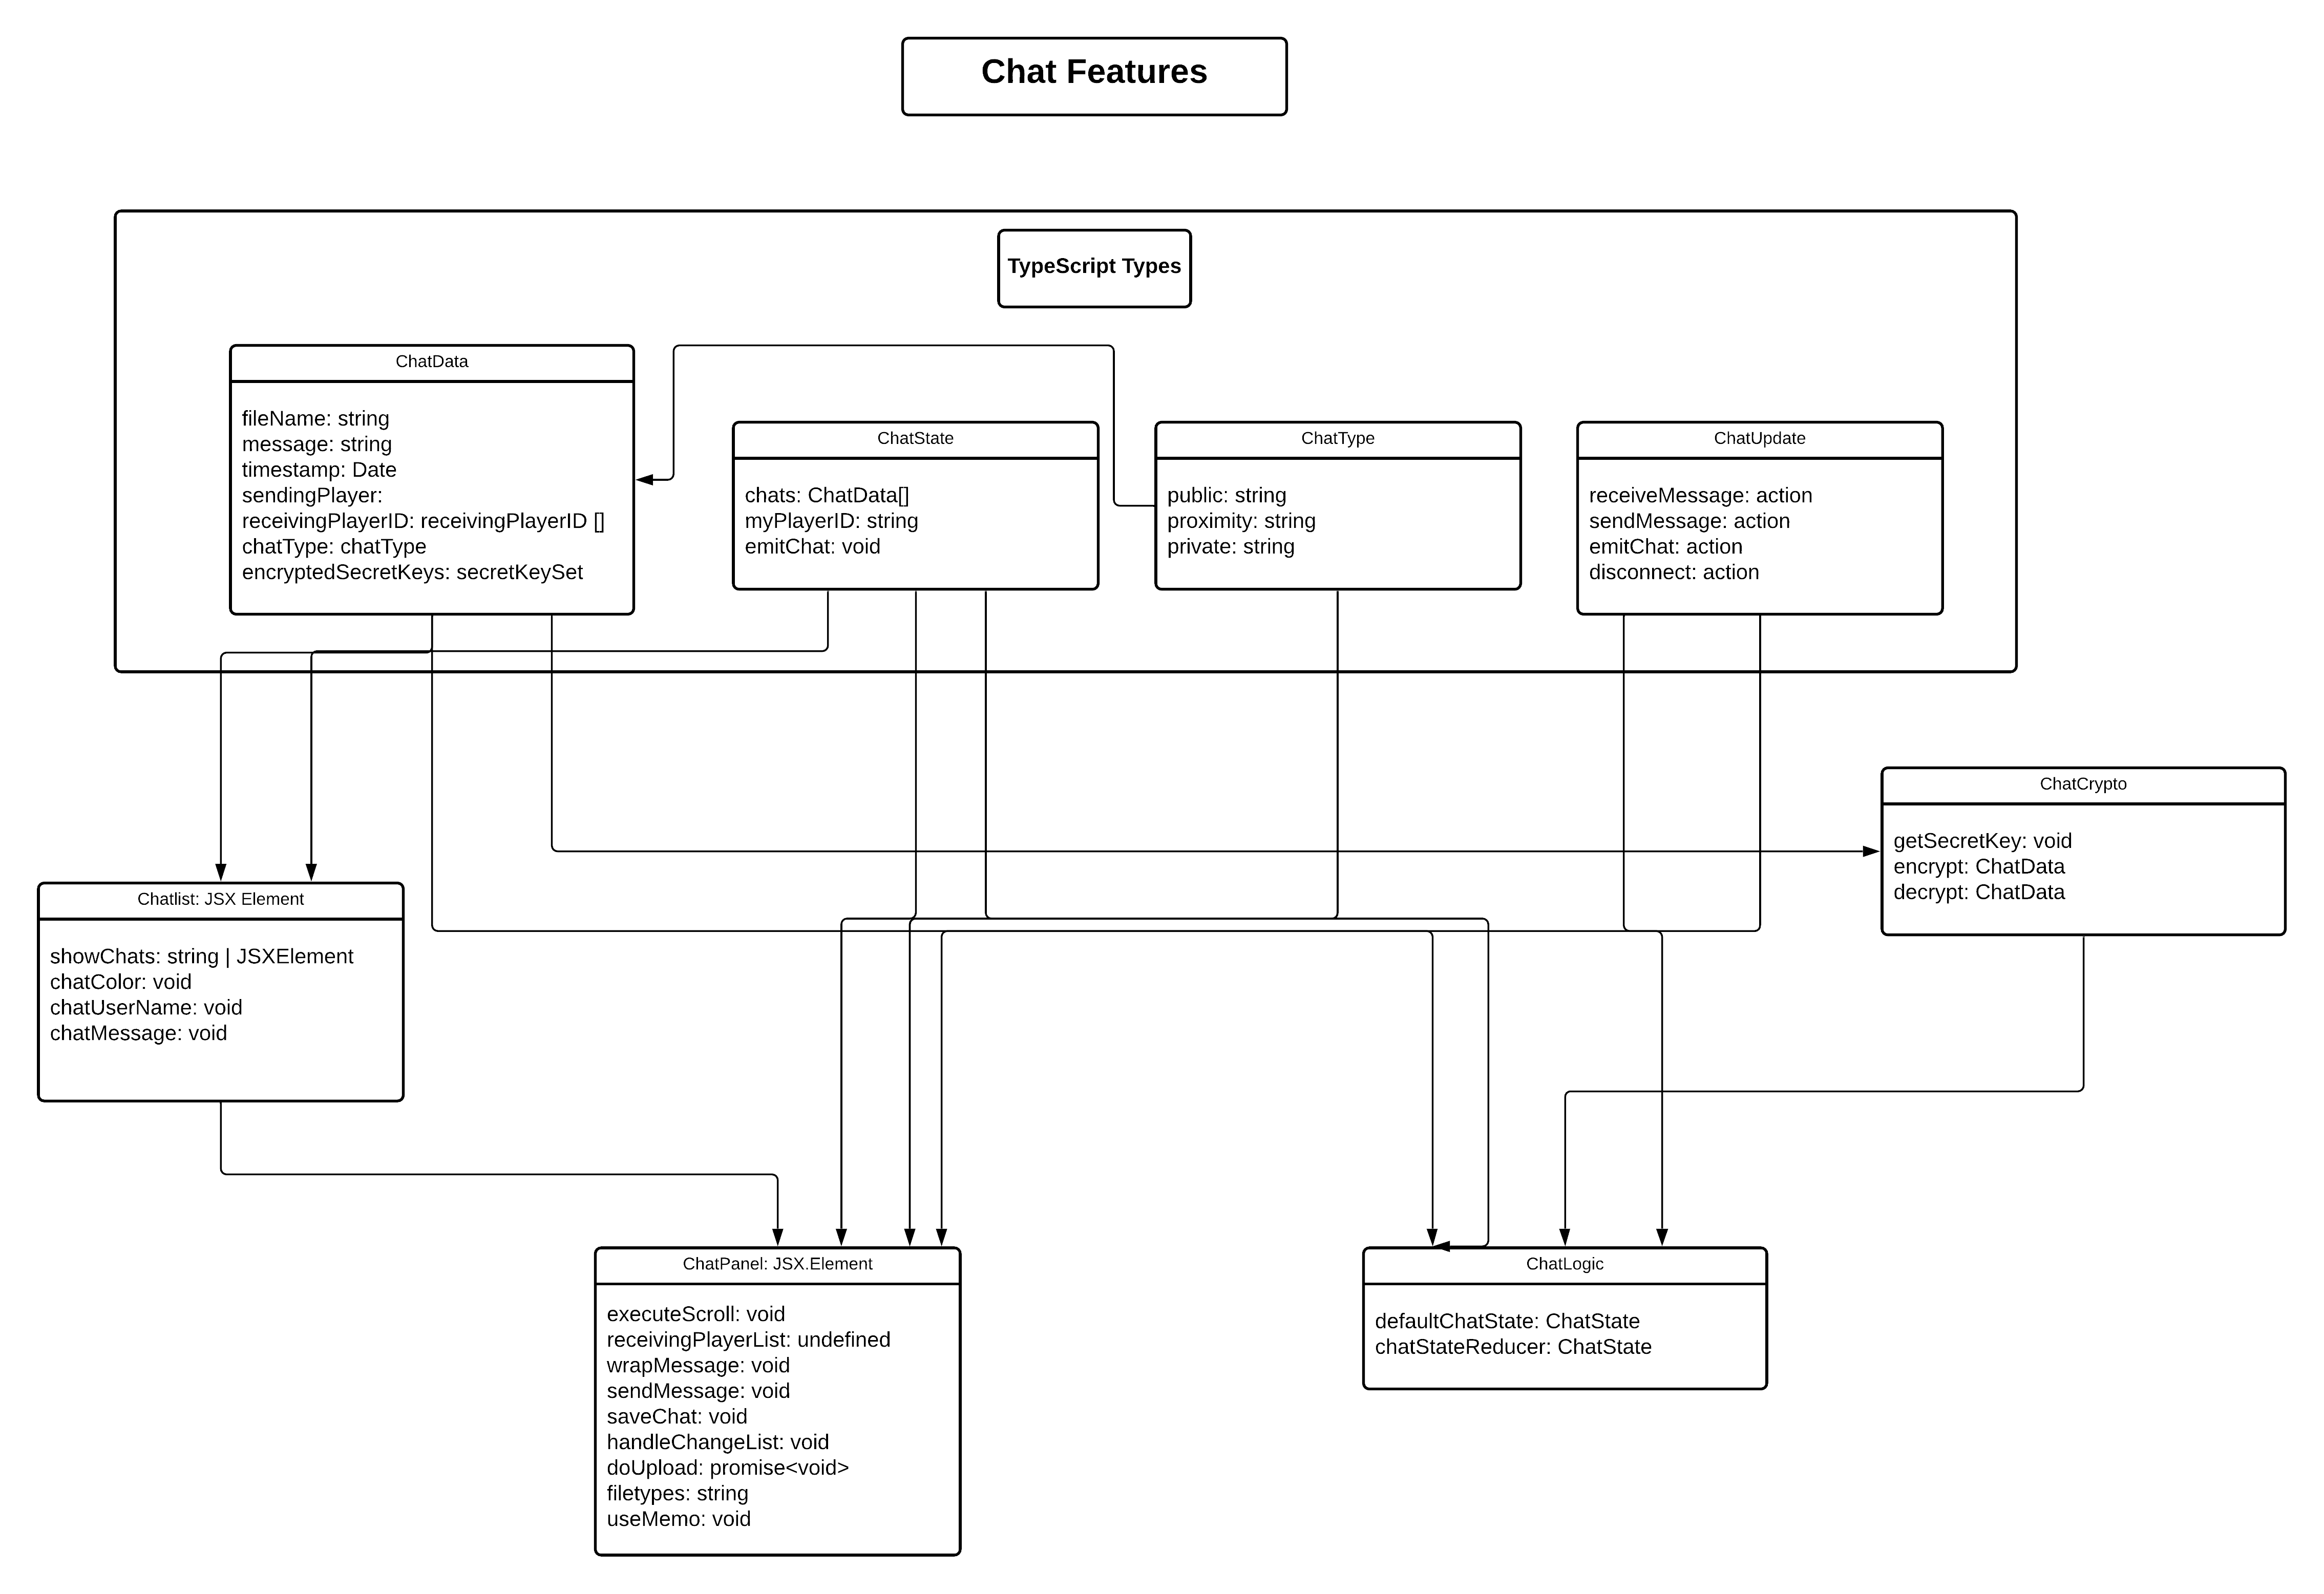 Chat Features
TypeScript Types
ChatData
fileName: string
message: string
timestamp: Date
sendingPlayer:
receivingPlayerID: receivingPlayerID []
chatType: chatType
encryptedSecretKeys: secretKeySet
ChatState
chats: ChatData[]
myPlayerID: string
emitChat: void
ChatType
public: string
proximity: string
private: string
ChatUpdate
receiveMessage: action
sendMessage: action
emitChat: action
disconnect: action
ChatCrypto
getSecretKey: void
encrypt: ChatData
decrypt: ChatData
Chatlist: JSX Element
showChats: string | JSXElement
chatColor: void
chatUserName: void
chatMessage: void
ChatPanel: JSX.Element
executeScroll: void
receivingPlayerList: undefined
wrapMessage: void
sendMessage: void
saveChat: void
handleChangeList: void
doUpload: promise<void>
filetypes: string
useMemo: void
ChatLogic
defaultChatState: ChatState
chatStateReducer: ChatState